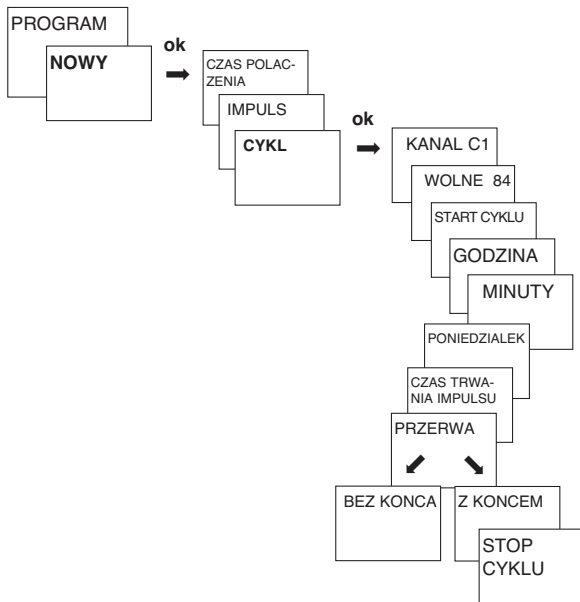 PROGRAM
NOWY
ok
CZAS POLAC-
ZENIA
IMPULS
CYKL
ok
KANAL C1
WOLNE 84
START CYKLU
GODZINA
MINUTY
PONIEDZIALEK
CZAS TRWA-
NIA IMPULSU
PRZERWA
BEZ KONCA
Z KONCEM
STOP
CYKLU